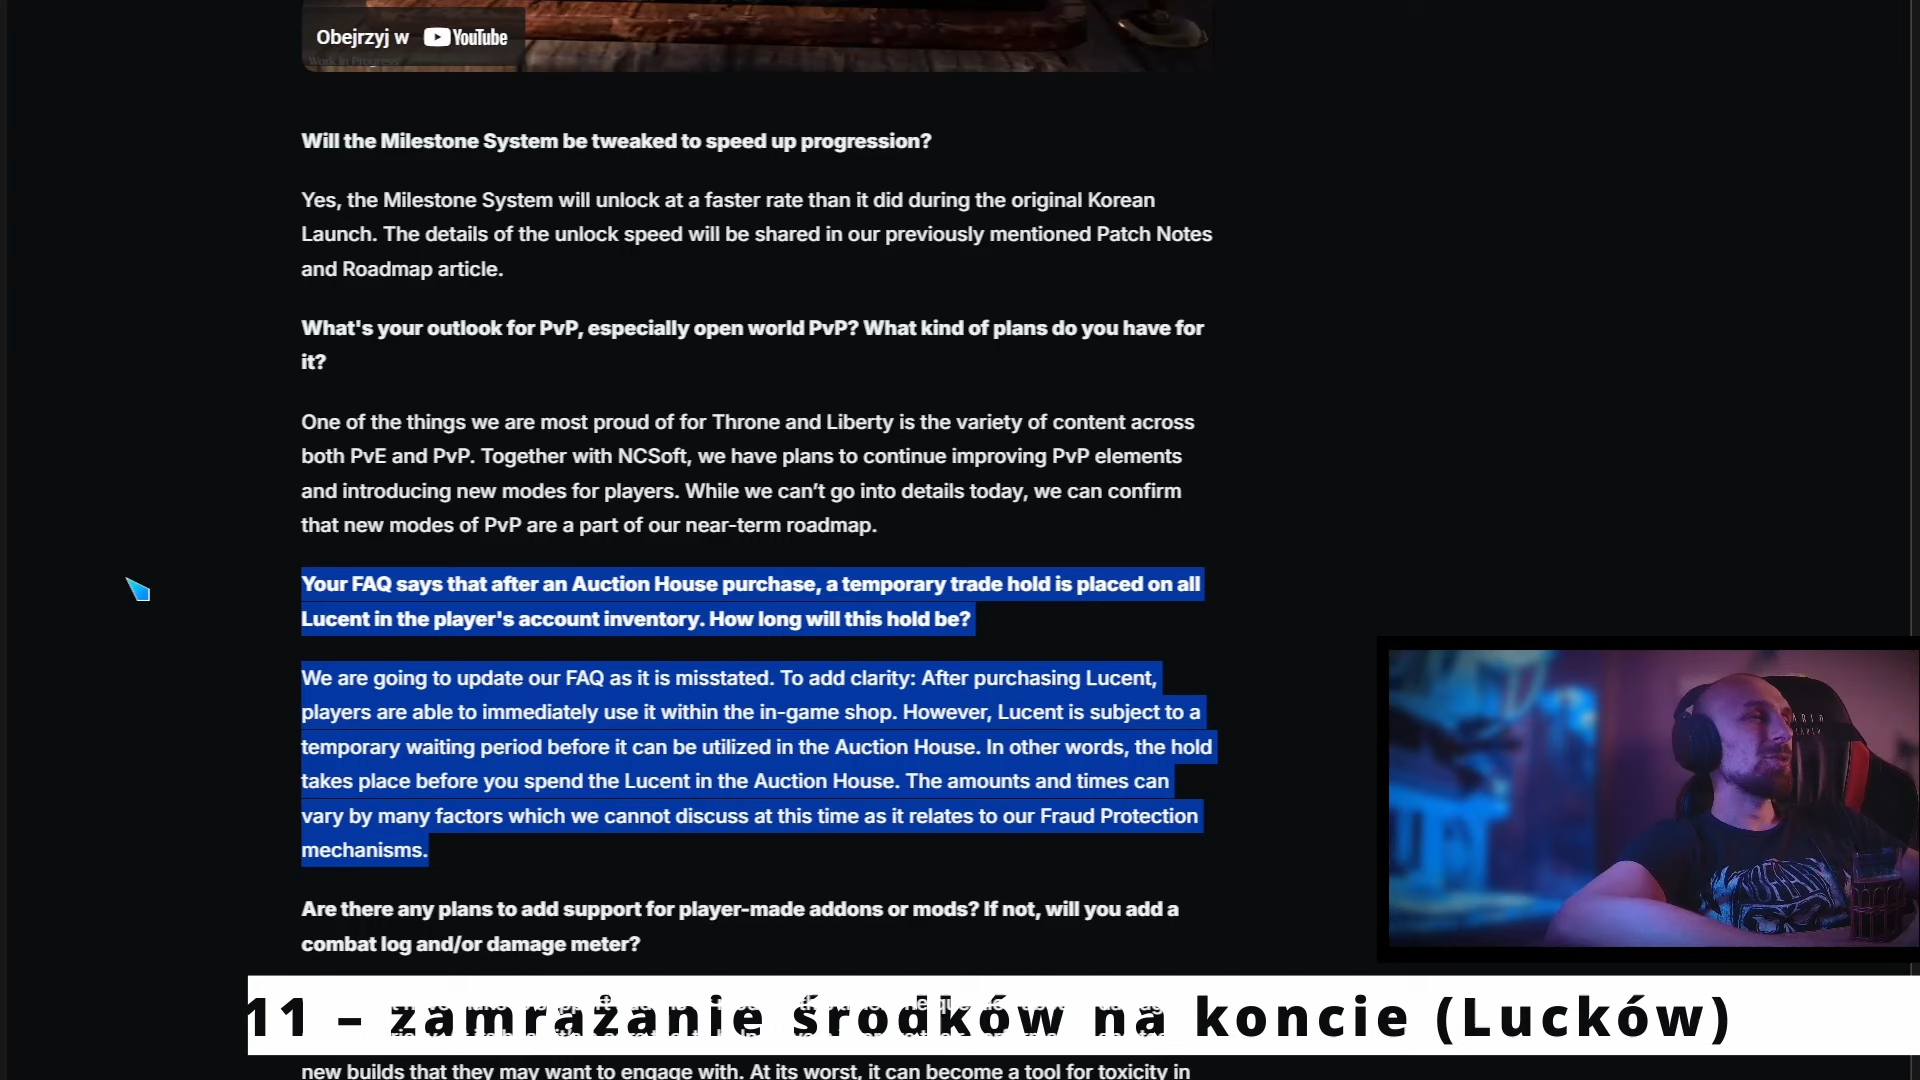 Obejrzyj w YouTube
Work In Progress
Will the Milestone System be tweaked to speed up progression?
Yes, the Milestone System will unlock at a faster rate than it did during the original Korean
Launch. The details of the unlock speed will be shared in our previously mentioned Patch Notes
and Roadmap article.
What's your outlook for PvP, especially open world PvP? What kind of plans do you have for
it?
One of the things we are most proud of for Throne and Liberty is the variety of content across
both PvE and PvP. Together with NCSoft, we have plans to continue improving PvP elements
and introducing new modes for players. While we can’t go into details today, we can confirm
that new modes of PvP are a part of our near-term roadmap.
Your FAQ says that after an Auction House purchase, a temporary trade hold is placed on all
Lucent in the player's account inventory. How long will this hold be?
We are going to update our FAQ as it is misstated. To add clarity: After purchasing Lucent,
players are able to immediately use it within the in-game shop. However, Lucent is subject to a
temporary waiting period before it can be utilized in the Auction House. In other words, the hold
takes place before you spend the Lucent in the Auction House. The amounts and times can
vary by many factors which we cannot discuss at this time as it relates to our Fraud Protection
mechanisms.
Are there any plans to add support for player-made addons or mods? If not, will you add a
combat log and/or damage meter?
11 – zamrażanie środków na koncie (Lucków)
new builds that they may want to engage with. At its worst, it can become a tool for toxicity in